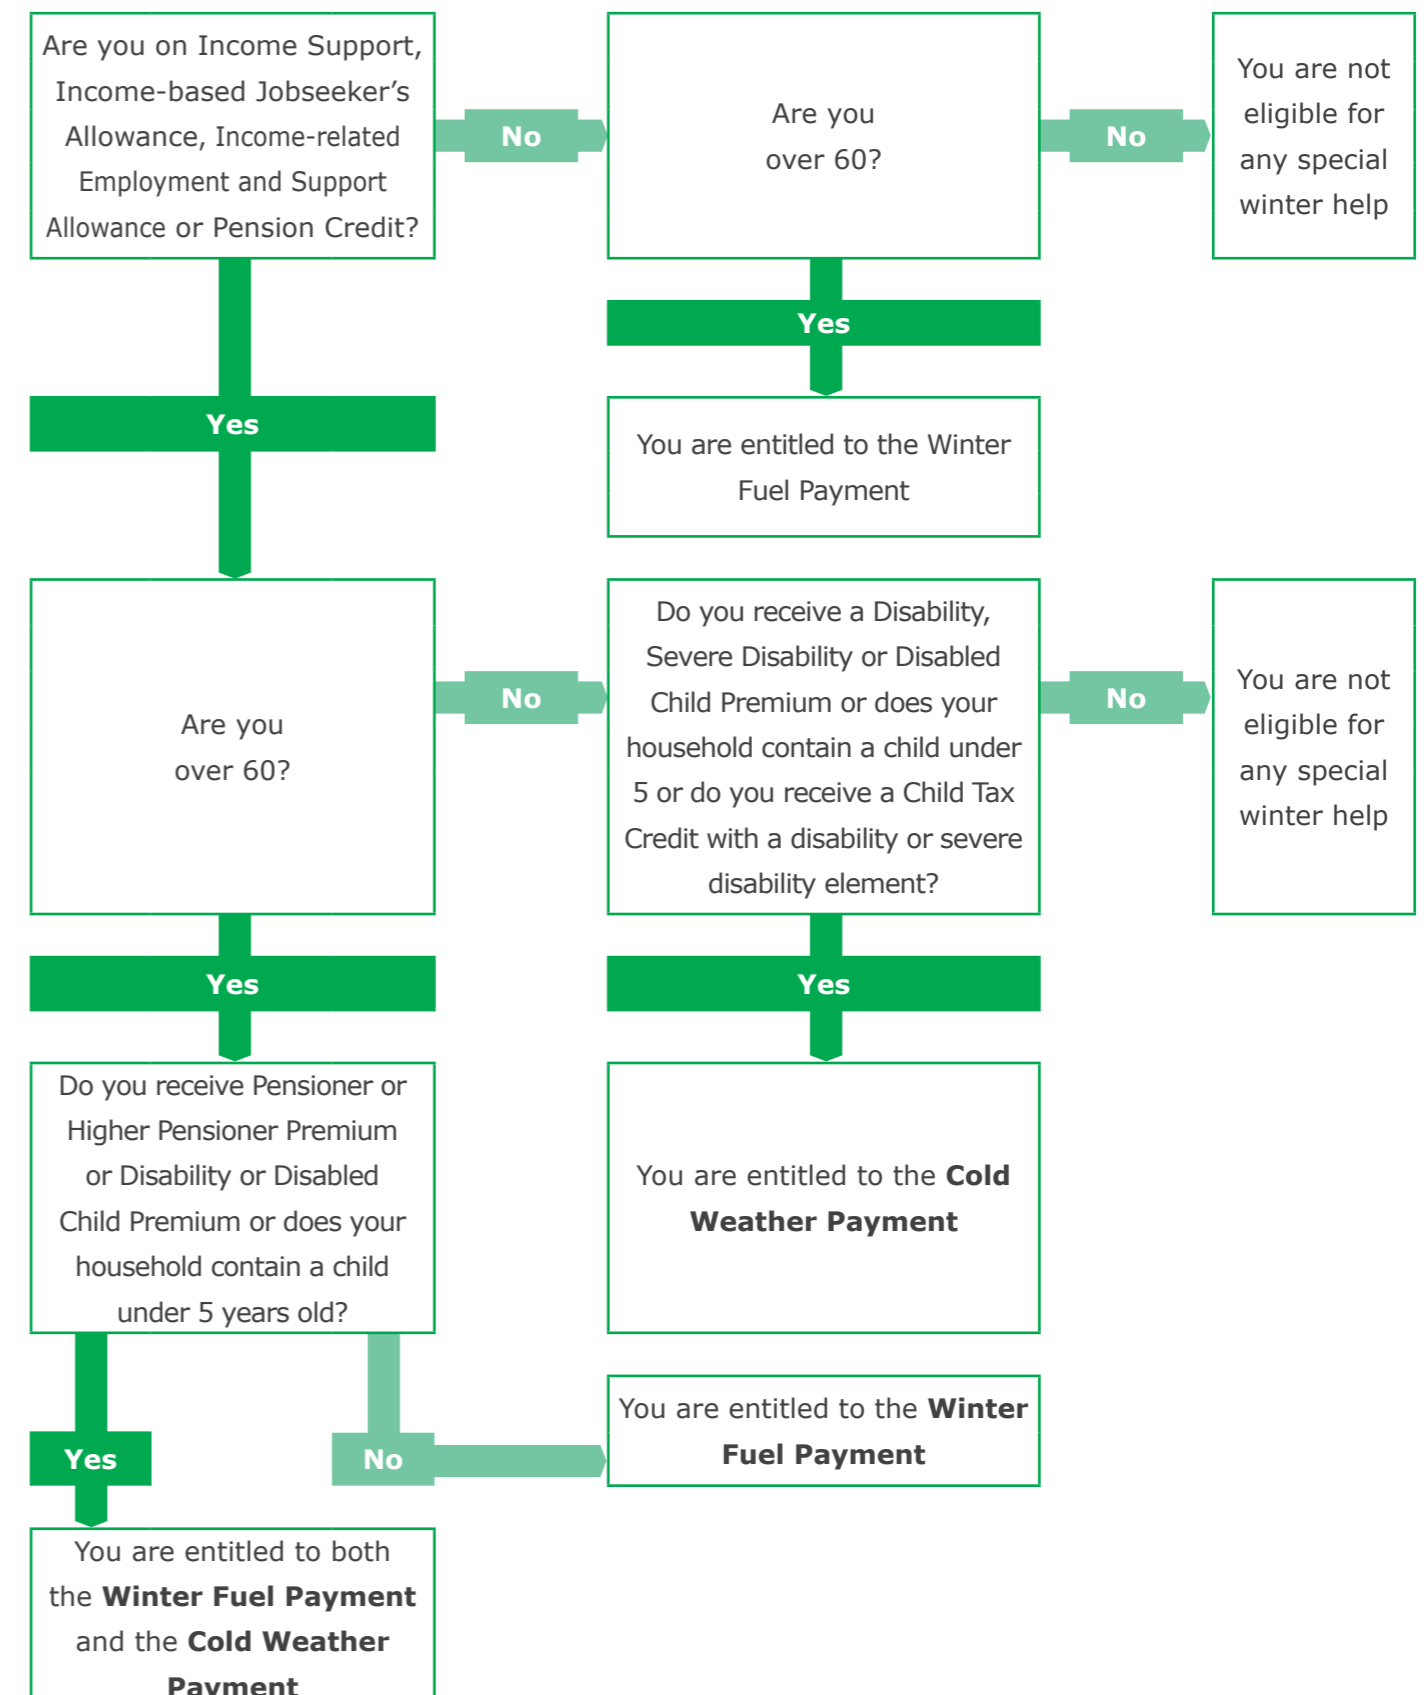 Are you on Income Support,
Income-based Jobseeker’s
Allowance, Income-related
Employment and Support
Allowance or Pension Credit?
No
Are you
over 60?
No
You are not
eligible for
any special
winter help
Yes
Yes
You are entitled to the Winter
Fuel Payment
Are you
over 60?
No
Do you receive a Disability,
Severe Disability or Disabled
Child Premium or does your
household contain a child under
5 or do you receive a Child Tax
Credit with a disability or severe
disability element?
No
You are not
eligible for
any special
winter help
Yes
Yes
Do you receive Pensioner or
Higher Pensioner Premium
or Disability or Disabled
Child Premium or does your
household contain a child
under 5 years old?
You are entitled to the Cold
Weather Payment
Yes
No
You are entitled to the Winter
Fuel Payment
You are entitled to both
the Winter Fuel Payment
and the Cold Weather
Payment